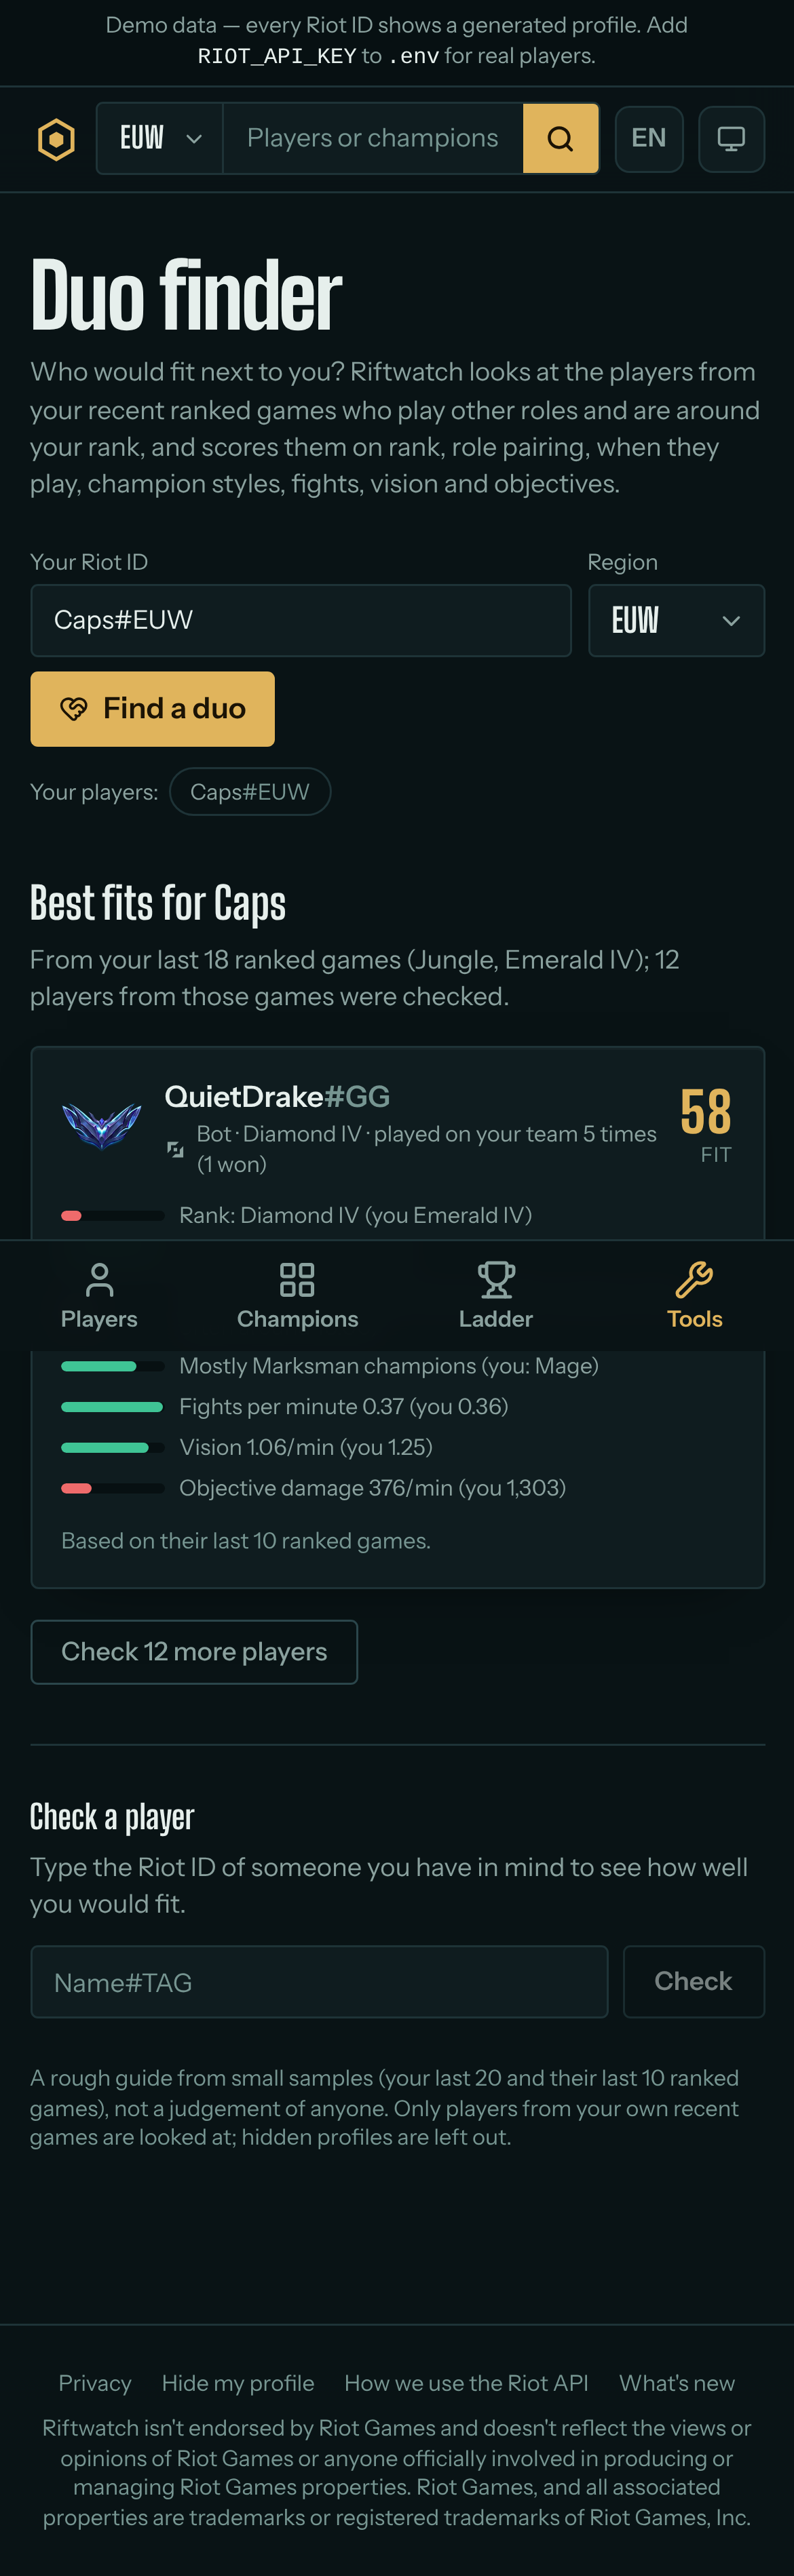 Demo data — every Riot ID shows a generated profile. Add
RIOT_API_KEY to .env for real players.
EUW
Players or champions
EN
Duo finder
Who would fit next to you? Riftwatch looks at the players from
your recent ranked games who play other roles and are around
your rank, and scores them on rank, role pairing, when they
play, champion styles, fights, vision and objectives.
Your Riot ID
Region
Caps#EUW
EUW
Find a duo
Your players:
Caps#EUW
Best fits for Caps
From your last 18 ranked games (Jungle, Emerald IV); 12
players from those games were checked.
QuietDrake#GG
Bot · Diamond IV · played on your team 5 times
(1 won)
58
FIT
Rank: Diamond IV (you Emerald IV)
Players
Champions
Ladder
Tools
Mostly Marksman champions (you: Mage)
Fights per minute 0.37 (you 0.36)
Vision 1.06/min (you 1.25)
Objective damage 376/min (you 1,303)
Based on their last 10 ranked games.
Check 12 more players
Check a player
Type the Riot ID of someone you have in mind to see how well
you would fit.
Name#TAG
Check
A rough guide from small samples (your last 20 and their last 10 ranked
games), not a judgement of anyone. Only players from your own recent
games are looked at; hidden profiles are left out.
Privacy
Hide my profile
How we use the Riot API
What's new
Riftwatch isn't endorsed by Riot Games and doesn't reflect the views or
opinions of Riot Games or anyone officially involved in producing or
managing Riot Games properties. Riot Games, and all associated
properties are trademarks or registered trademarks of Riot Games, Inc.